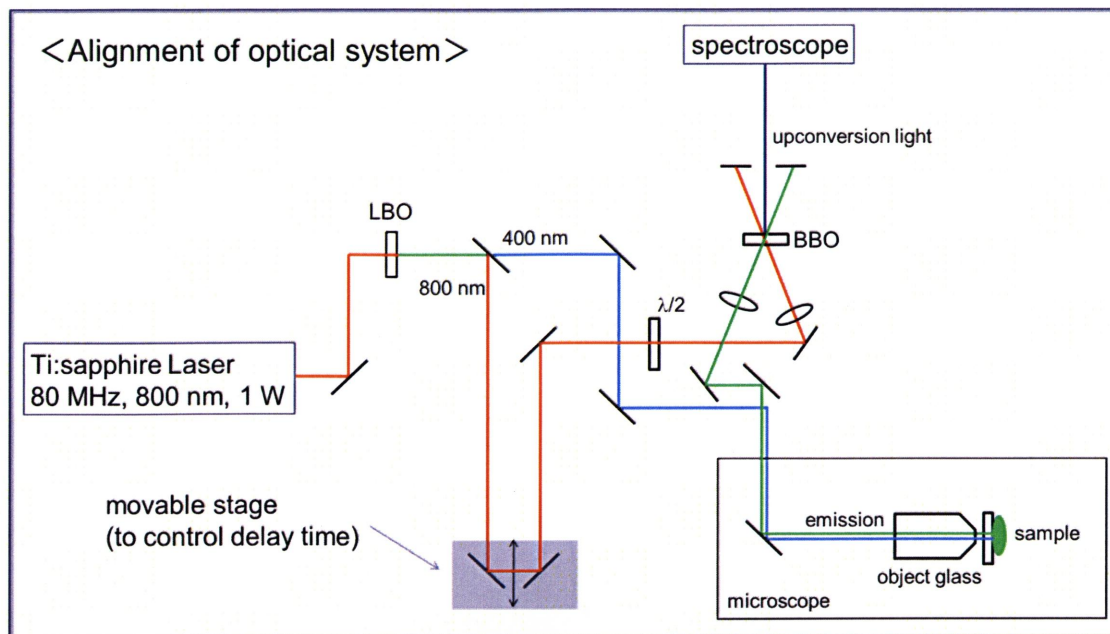 <Alignment of optical system>
spectroscope
upconversion light
LBO
400 nm
BBO
800 nm
λ/2
Ti:sapphire Laser
80 MHz, 800 nm, 1 W
movable stage
(to control delay time)
emission
sample
object glass
microscope